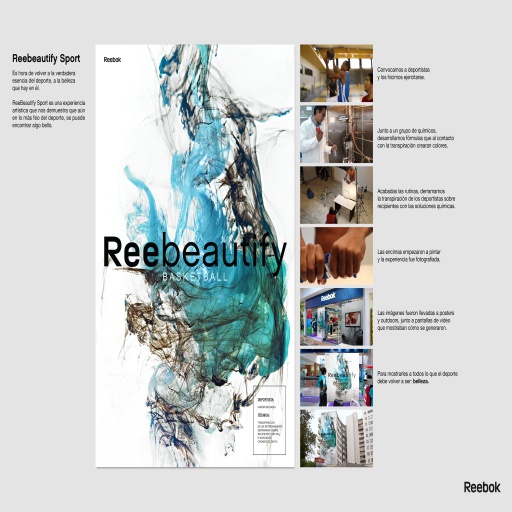 Reebeautify Sport
Es hora de volver a la verdadera
esencia del deporte, a la belleza
que hay en él.
ReeBeautify Sport es una experiencia
artística que nos demuestra que aún
en lo más feo del deporte, se puede
encontrar algo bello.
Reebok
Reebeautify
BASKETBALL
DEPORTISTA:
TÉCNICA:
Convocamos a deportistas
y los hicimos ejercitarse.
Junto a un grupo de químicos,
desarrollamos fórmulas que al contacto
con la transpiración crearan colores.
Acabadas las rutinas, derramamos
la transpiración de los deportistas sobre
recipientes con las soluciones químicas.
Las encimas empezaron a pintar
y la experiencia fue fotografiada.
Reebok
Las imágenes fueron llevadas a posters
y outdoors, junto a pantallas de video
que mostraban cómo se generaron.
Reebeautify
Para mostrarles a todos lo que el deporte
debe volver a ser: belleza.
Reebok